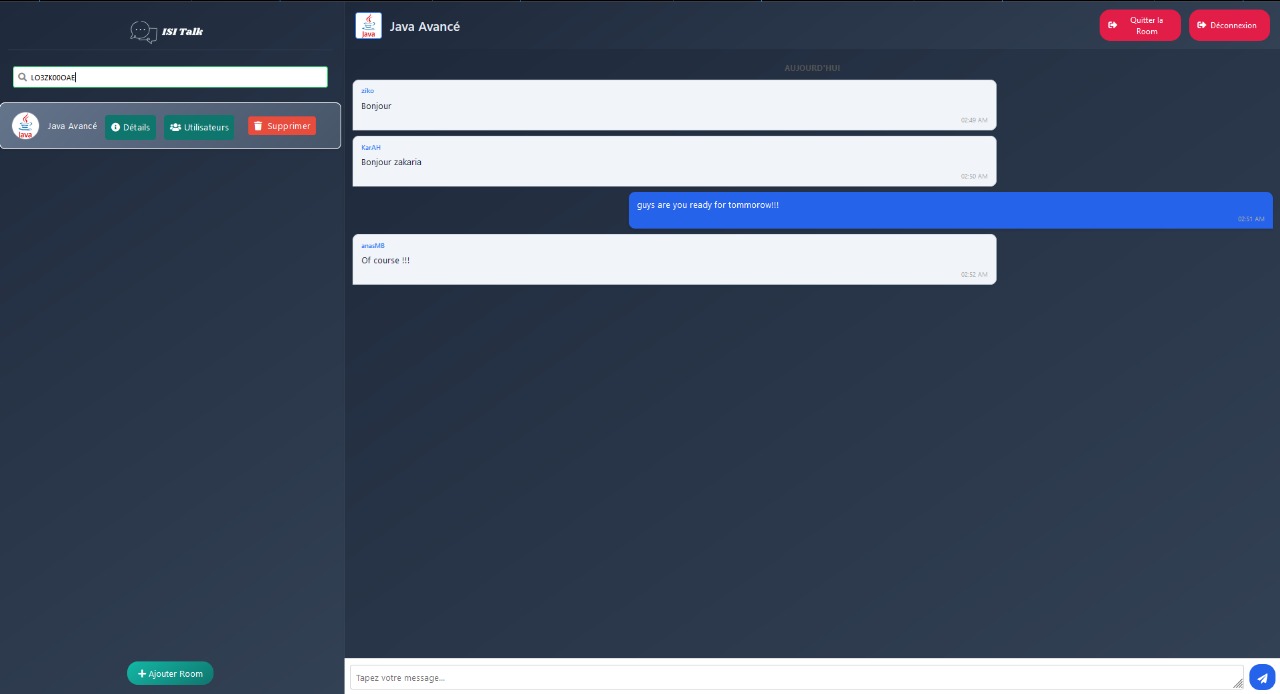 ISI Talk
LO3ZK00OAE
Java Avancé
Détails
Utilisateurs
Supprimer
Ajouter Room
Java
Java Avancé
Quitter la
Room
Déconnexion
AUJOURD'HUI
ziko
Bonjour
02:49 AM
KarAH
Bonjour zakaria
02:50 AM
guys are you ready for tommorow!!!
02:51 AM
anasMB
Of course !!!
02:52 AM
Tapez votre message...